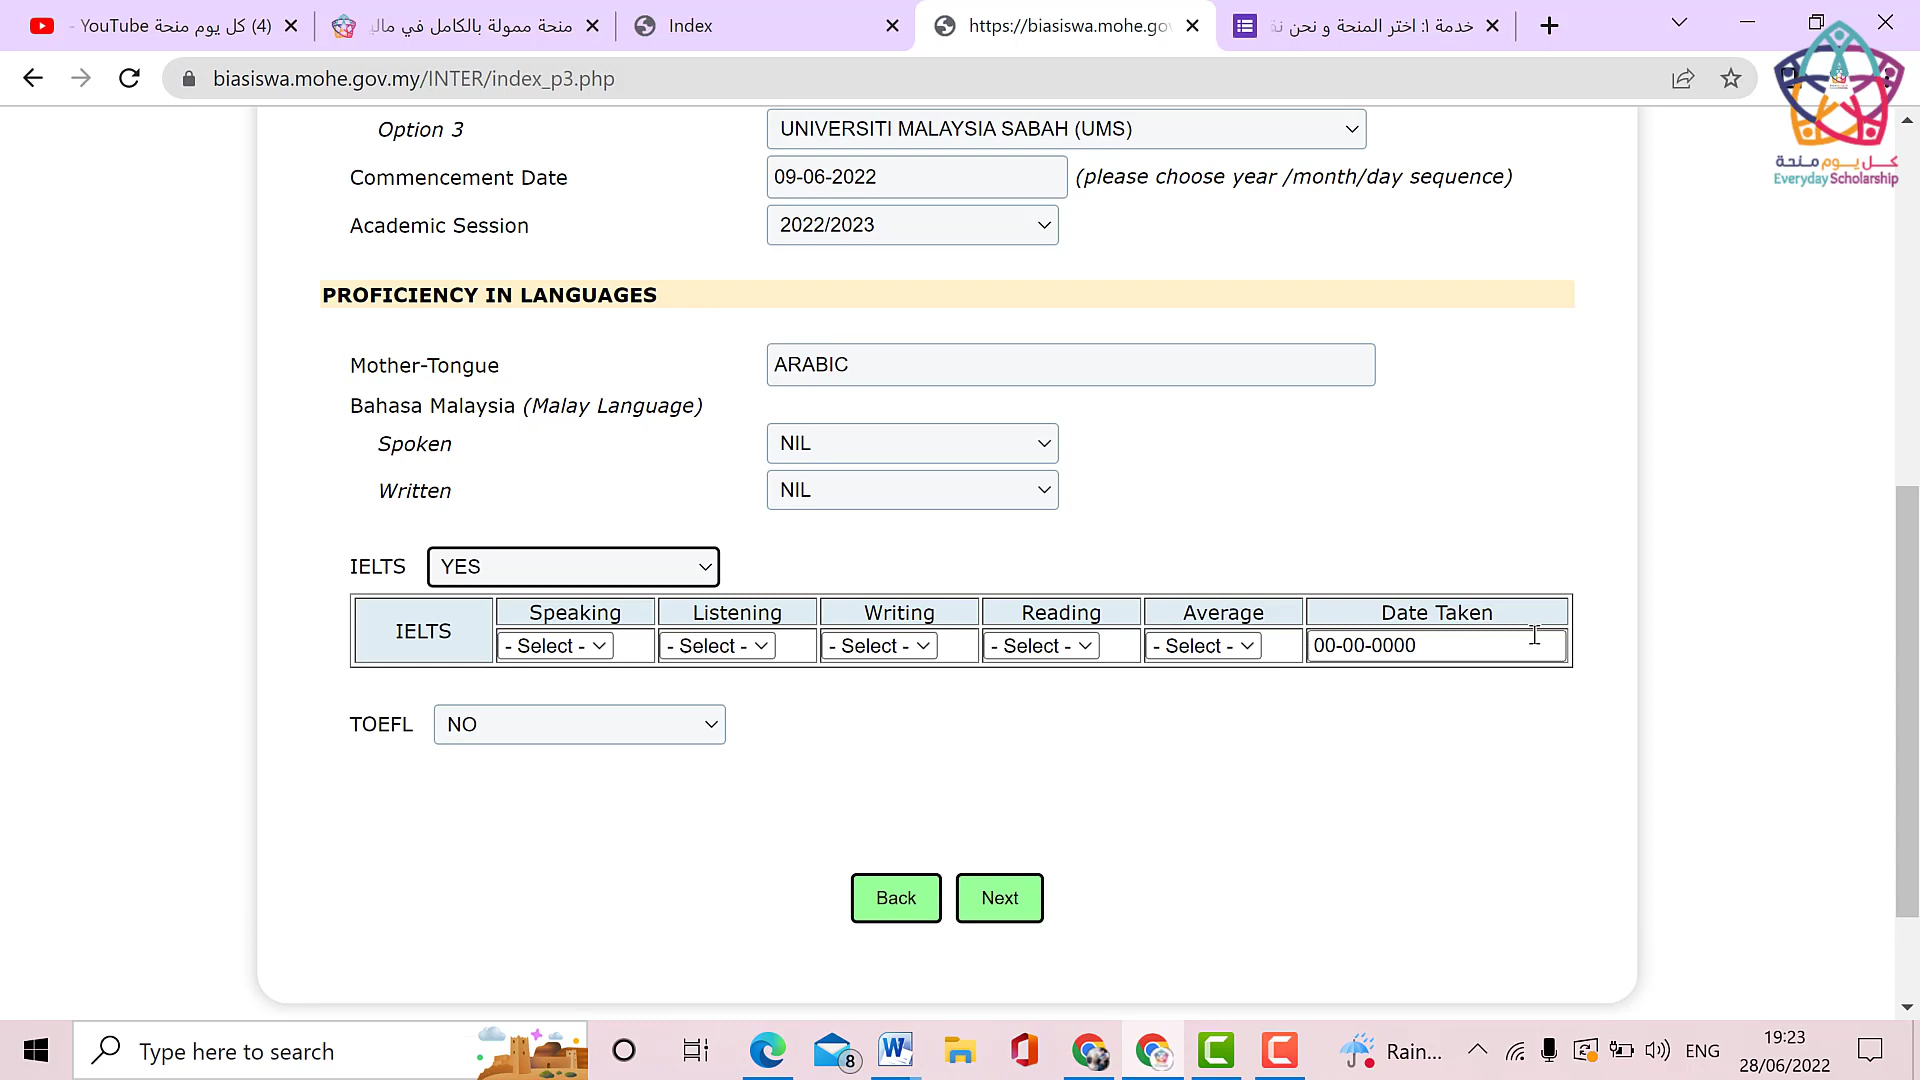 (4) كل يوم منحة YouTube
منحة ممولة بالكامل في مالي
Index
https://biasiswa.mohe.gov
خدمة ١: اختر المنحة و نحن نق
biasiswa.mohe.gov.my/INTER/index_p3.php
كل يوم منحة
Everyday Scholarship
Option 3 UNIVERSITI MALAYSIA SABAH (UMS)
Commencement Date 09-06-2022 (please choose year /month/day sequence)
Academic Session 2022/2023
PROFICIENCY IN LANGUAGES
Mother-Tongue ARABIC
Bahasa Malaysia (Malay Language)
Spoken NIL
Written NIL
IELTS YES
IELTS Speaking Listening Writing Reading Average Date Taken
- Select - - Select - - Select - - Select - - Select - 00-00-0000
TOEFL NO
Back Next
Type here to search
8
Rain...
ENG
19:23
28/06/2022